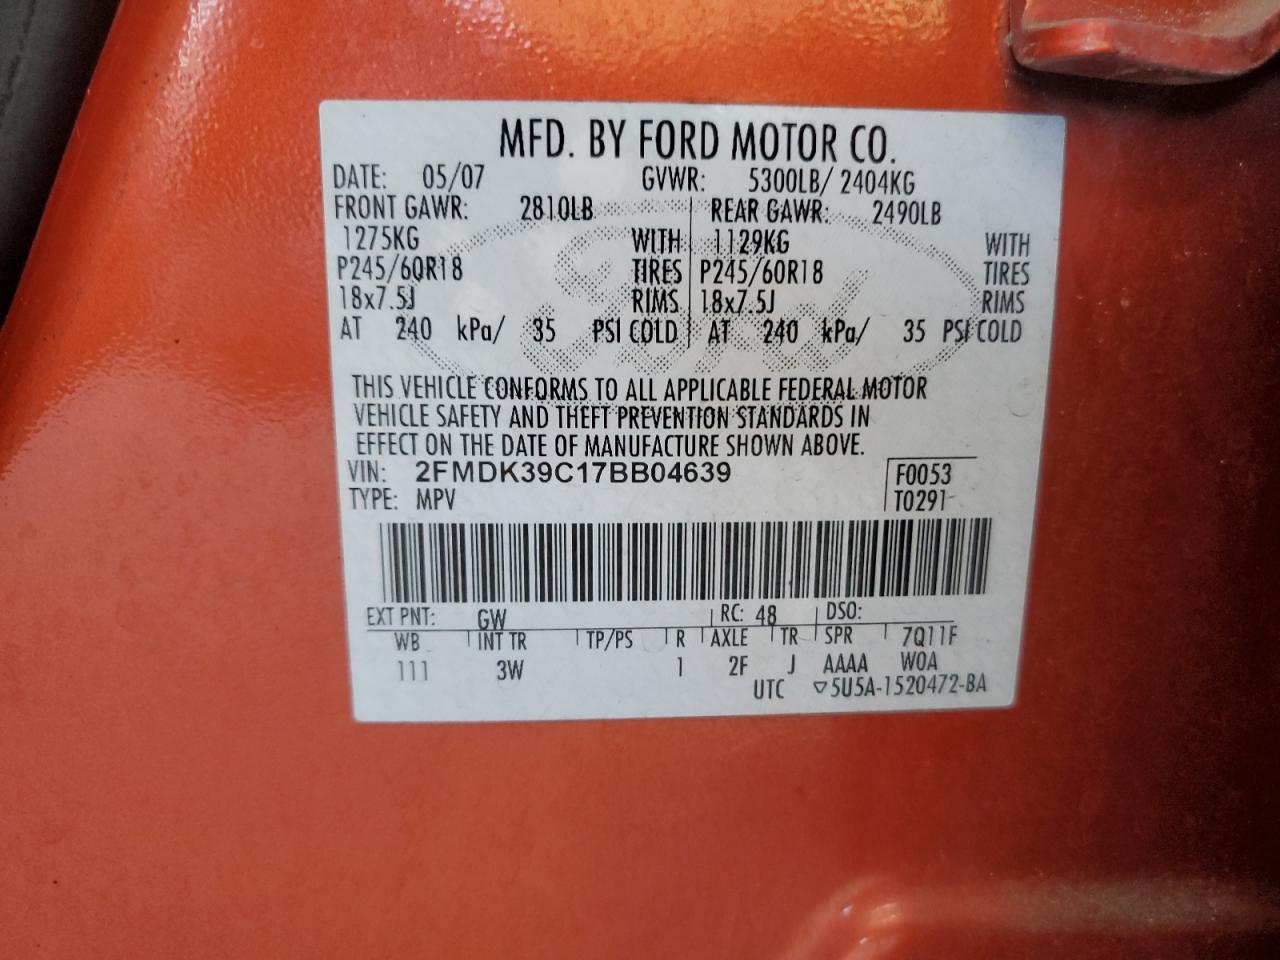 MFD. BY FORD MOTOR CO.
DATE: 05/07 GVWR: 5300LB/ 2404KG
FRONT GAWR: 2810LB REAR GAWR: 2490LB
1275KG WITH 1129KG WITH
P245/60R18 TIRES P245/60R18 TIRES
18x7.5J RIMS 18x7.5J RIMS
AT 240 kPa/ 35 PSI COLD AT 240 kPa/ 35 PSI COLD
THIS VEHICLE CONFORMS TO ALL APPLICABLE FEDERAL MOTOR
VEHICLE SAFETY AND THEFT PREVENTION STANDARDS IN
EFFECT ON THE DATE OF MANUFACTURE SHOWN ABOVE.
VIN: 2FMDK39C17BB04639 F0053
TYPE: MPV T0291
EXT PNT: GW RC: 48 DSO:
WB INT TR TP/PS R AXLE TR SPR 7Q11F
111 3W 1 2F J AAAA WOA
UTC ▽5U5A-1520472-BA